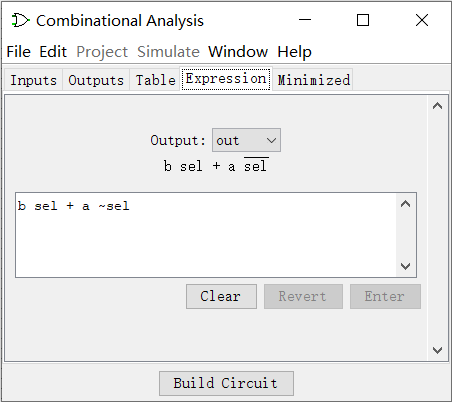 Combinational Analysis
File Edit Project Simulate Window Help
Inputs Outputs Table Expression Minimized
Output: out
b sel + a s̅e̅l̅
b sel + a ~sel
Clear Revert Enter
Build Circuit